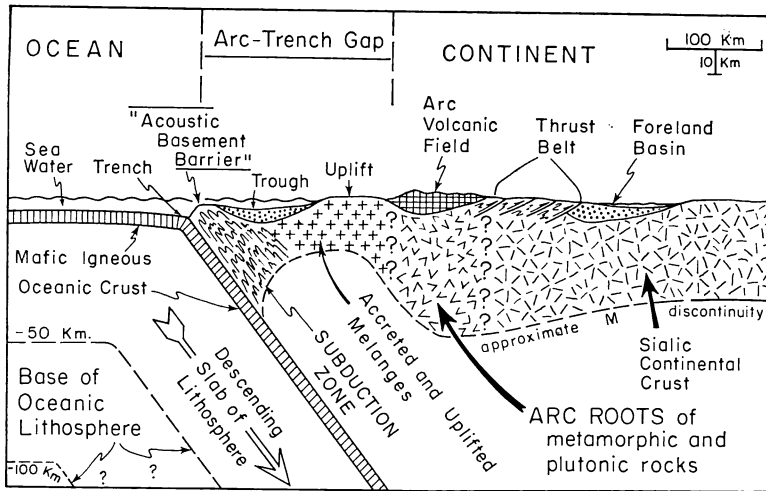 OCEAN
Arc-Trench Gap
CONTINENT
100 Km
10 Km
"Acoustic
Basement
Barrier"
Arc
Volcanic
Field
Thrust
Belt
Foreland
Basin
Sea
Water
Trench
Trough
Uplift
Mafic Igneous
Oceanic Crust
-50 Km.
Base of
Oceanic
Lithosphere
-100 Km
? ?
Descending
Slab of
Lithosphere
SUBDUCTION
ZONE
Accreted and Uplifted
Melanges
?
?
?
?
?
?
?
approximate M discontinuity
Sialic
Continental
Crust
ARC ROOTS of
metamorphic and
plutonic rocks